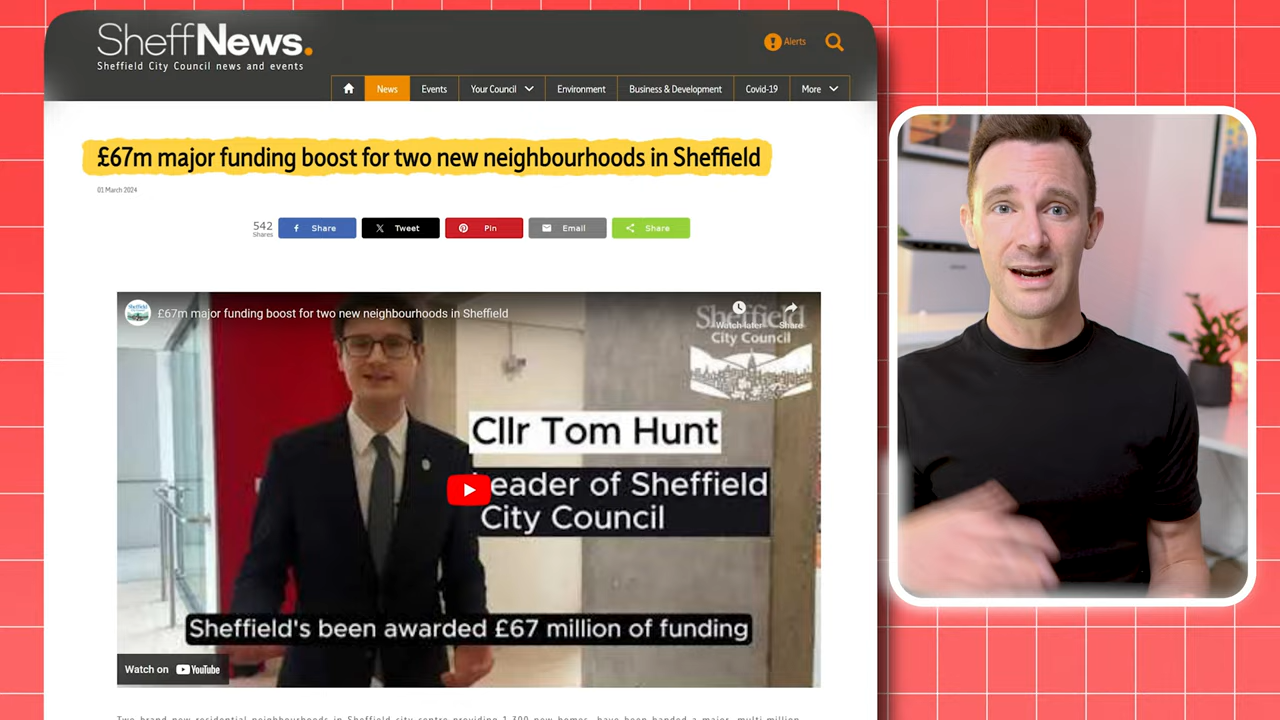 SheffNews.
Sheffield City Council news and events
Alerts
News Events Your Council Environment Business & Development Covid-19 More
£67m major funding boost for two new neighbourhoods in Sheffield
01 March 2024
542
Shares
Share Tweet Pin Email Share
£67m major funding boost for two new neighbourhoods in Sheffield
Watch later Share
Sheffield
City Council
Cllr Tom Hunt
eader of Sheffield
City Council
Sheffield's been awarded £67 million of funding
Watch on YouTube